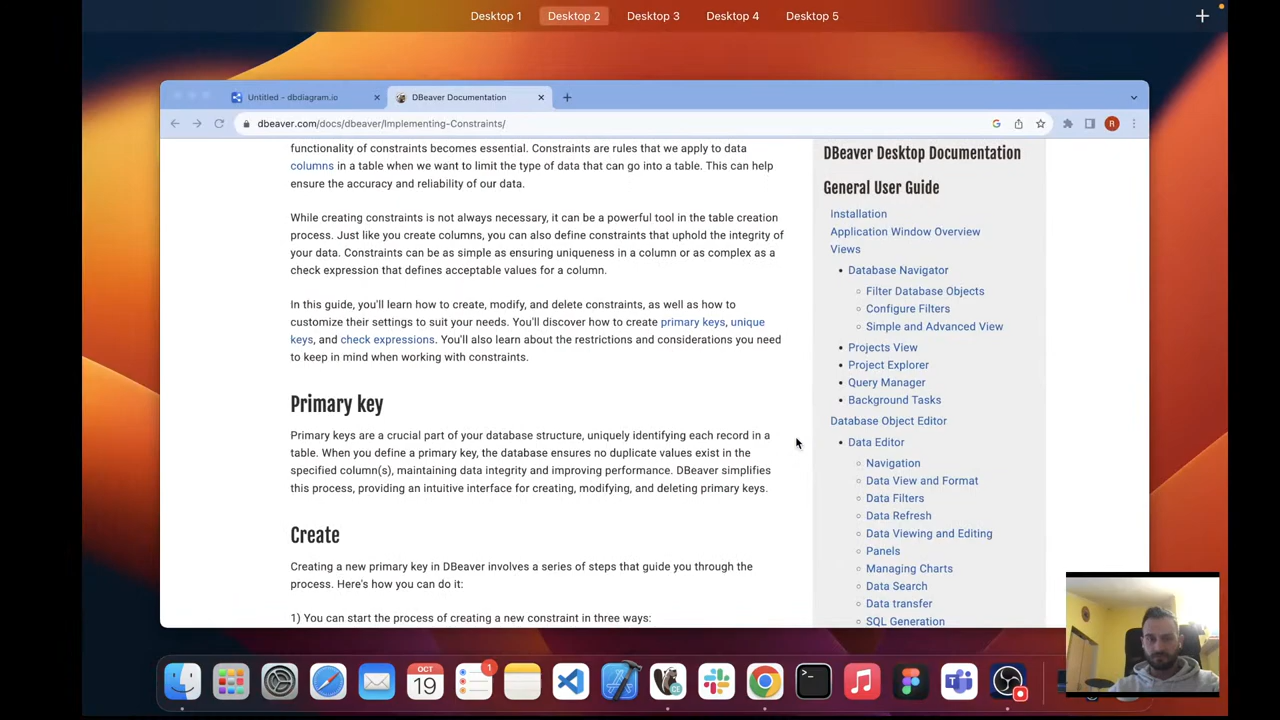 Desktop 1
Desktop 2
Desktop 3
Desktop 4
Desktop 5
Untitled - dbdiagram.io
DBeaver Documentation
dbeaver.com/docs/dbeaver/Implementing-Constraints/
functionality of constraints becomes essential. Constraints are rules that we apply to data
columns in a table when we want to limit the type of data that can go into a table. This can help
ensure the accuracy and reliability of our data.
While creating constraints is not always necessary, it can be a powerful tool in the table creation
process. Just like you create columns, you can also define constraints that uphold the integrity of
your data. Constraints can be as simple as ensuring uniqueness in a column or as complex as a
check expression that defines acceptable values for a column.
In this guide, you'll learn how to create, modify, and delete constraints, as well as how to
customize their settings to suit your needs. You'll discover how to create primary keys, unique
keys, and check expressions. You'll also learn about the restrictions and considerations you need
to keep in mind when working with constraints.
Primary key
Primary keys are a crucial part of your database structure, uniquely identifying each record in a
table. When you define a primary key, the database ensures no duplicate values exist in the
specified column(s), maintaining data integrity and improving performance. DBeaver simplifies
this process, providing an intuitive interface for creating, modifying, and deleting primary keys.
Create
Creating a new primary key in DBeaver involves a series of steps that guide you through the
process. Here's how you can do it:
1) You can start the process of creating a new constraint in three ways:
DBeaver Desktop Documentation
General User Guide
Installation
Application Window Overview
Views
Database Navigator
Filter Database Objects
Configure Filters
Simple and Advanced View
Projects View
Project Explorer
Query Manager
Background Tasks
Database Object Editor
Data Editor
Navigation
Data View and Format
Data Filters
Data Refresh
Data Viewing and Editing
Panels
Managing Charts
Data Search
Data transfer
SQL Generation
OCT
19
1